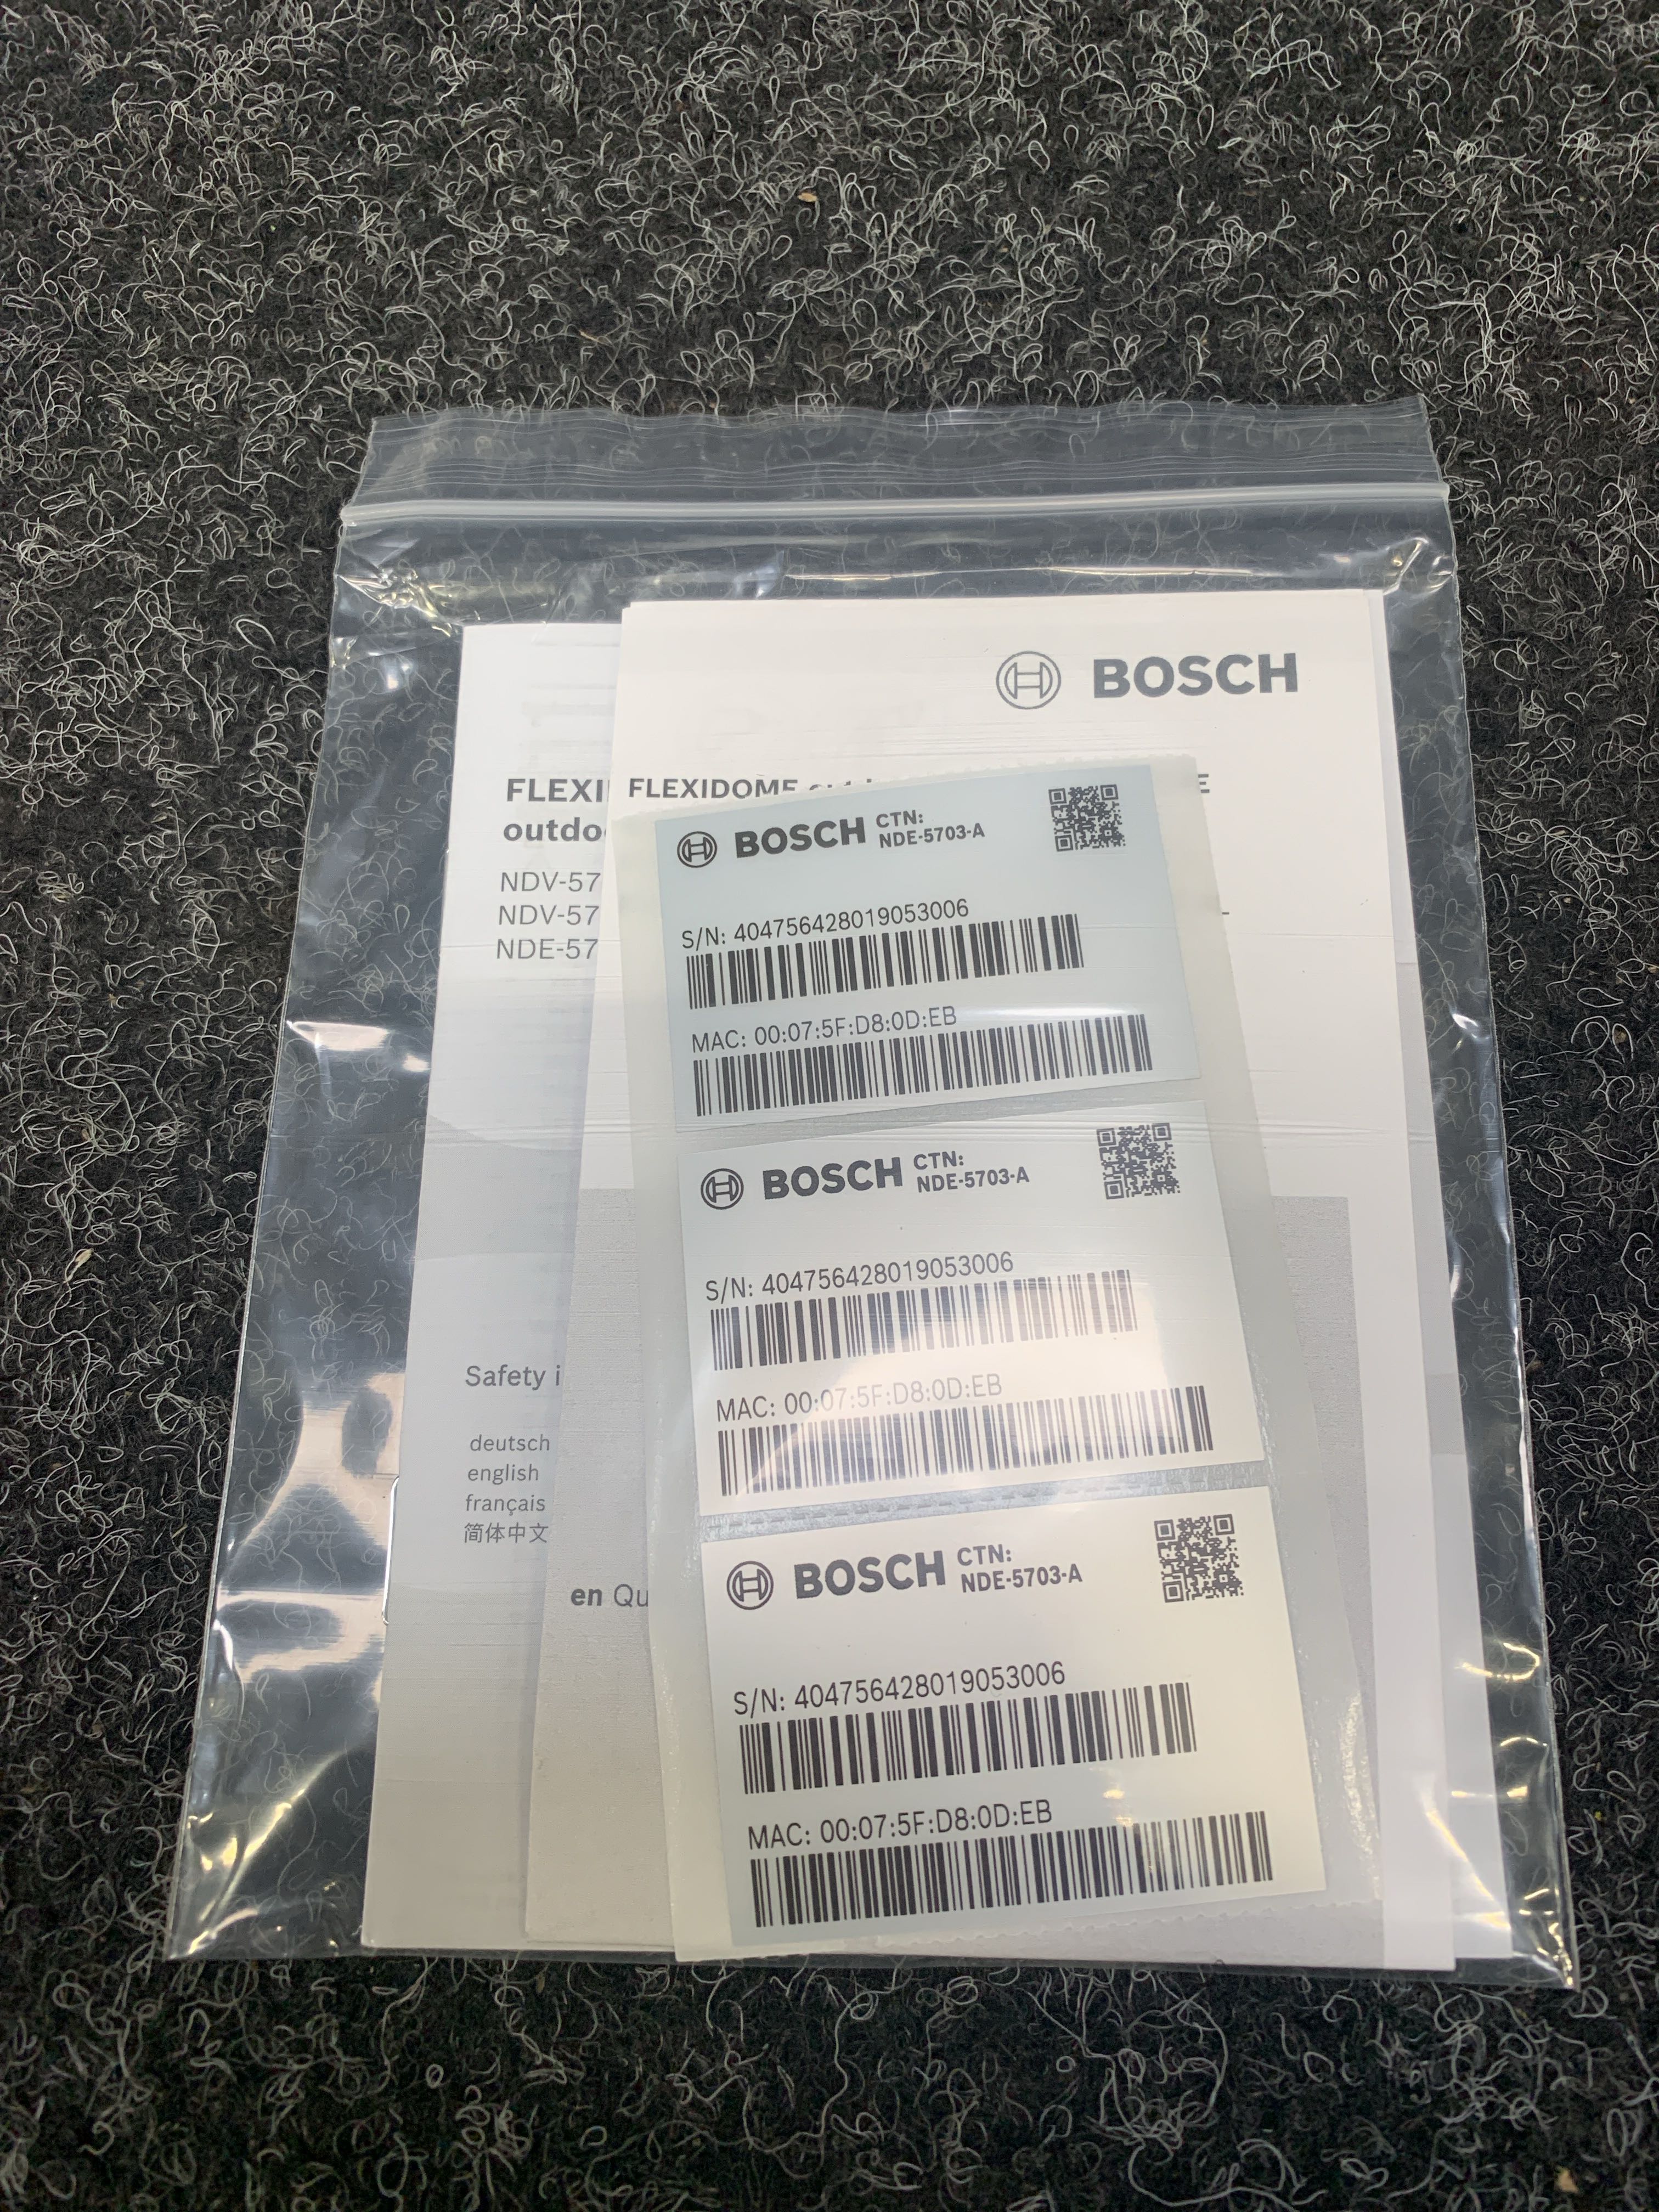 BOSCH
FLEXI
outdo
NDV-57
NDV-57
NDE-57
Safety i
deutsch
english
français
简体中文
FLEXIDOME
E
en Qu
BOSCH CTN:
NDE-5703-A
S/N: 404756428019053006
MAC: 00:07:5F:D8:0D:EB
BOSCH CTN:
NDE-5703-A
S/N: 404756428019053006
MAC: 00:07:5F:D8:0D:EB
BOSCH CTN:
NDE-5703-A
S/N: 404756428019053006
MAC: 00:07:5F:D8:0D:EB